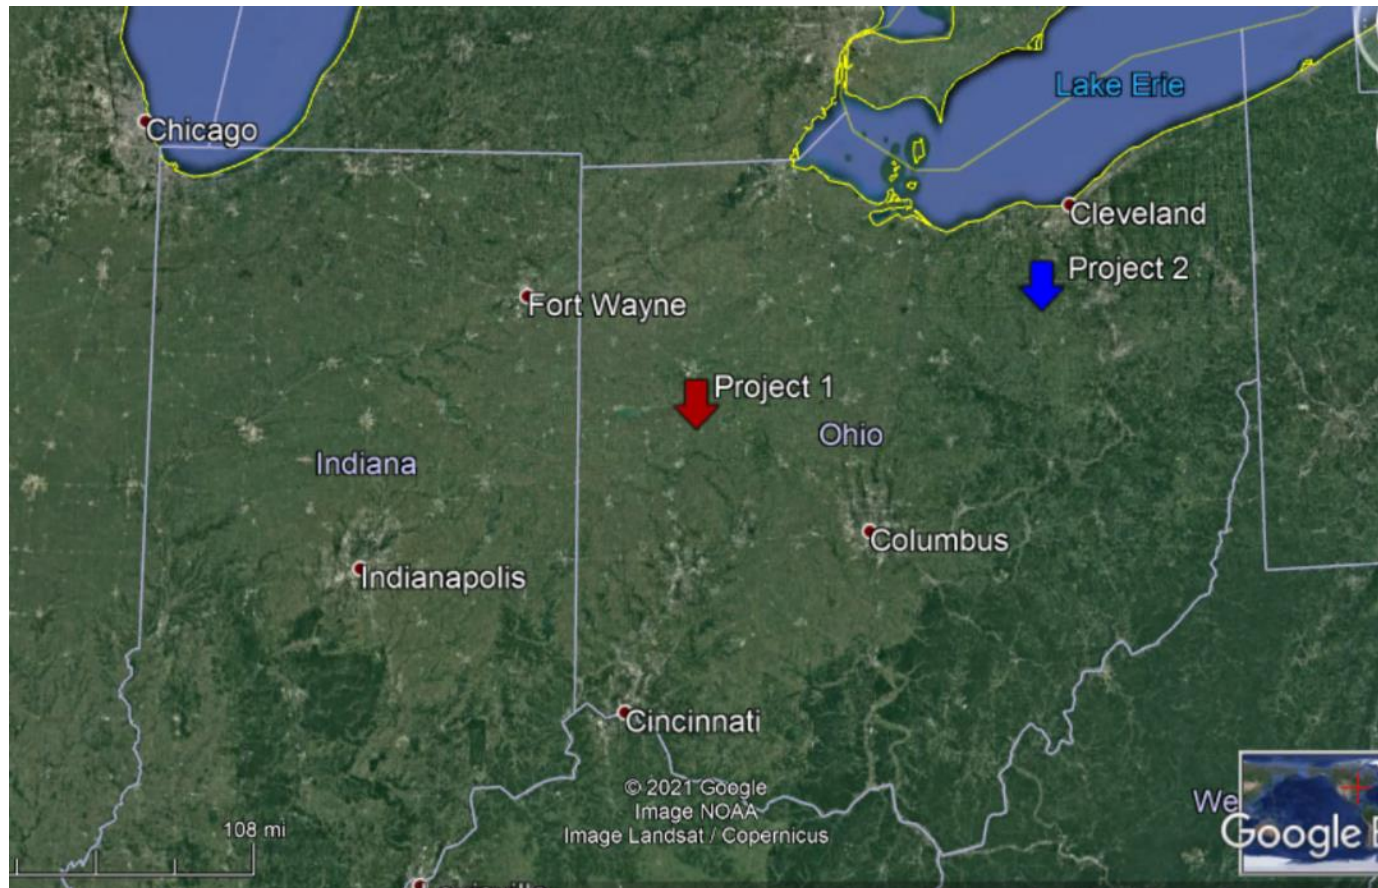 Lake Erie
Chicago
Cleveland
Project 2
Fort Wayne
Project 1
Ohio
Indiana
Columbus
Indianapolis
Cincinnati
© 2021 Google
Image NOAA
Image Landsat / Copernicus
We
108 mi
Google E